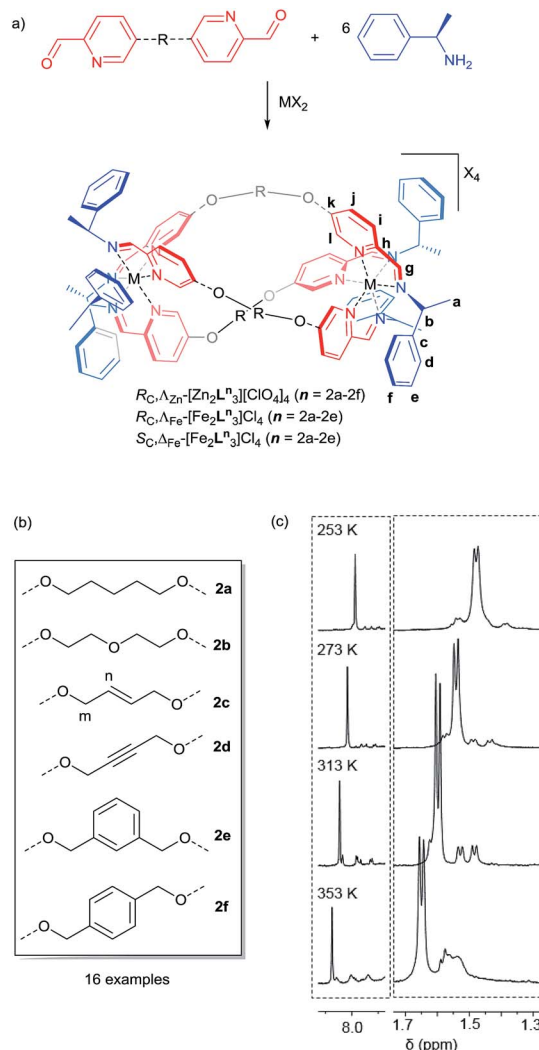 a)
O
N
R
N
O
+
6
NH2
MX2
X4
O
R
O
k
j
i
l
N
h
g
N
N
N
M
N
N
N
N
N
M
N
N
N
N
O
R
R
O
O
O
a
b
c
d
f
e
RC,ΛZn-[Zn2Ln3][ClO4]4 (n = 2a-2f)
RC,ΛFe-[Fe2Ln3]Cl4 (n = 2a-2e)
SC,ΔFe-[Fe2Ln3]Cl4 (n = 2a-2e)
(b)
O O 2a
O O O 2b
O n O 2c
m
O O 2d
O O 2e
O O 2f
16 examples
(c)
253 K
273 K
313 K
353 K
8.0 1.7 1.5 1.3
δ (ppm)